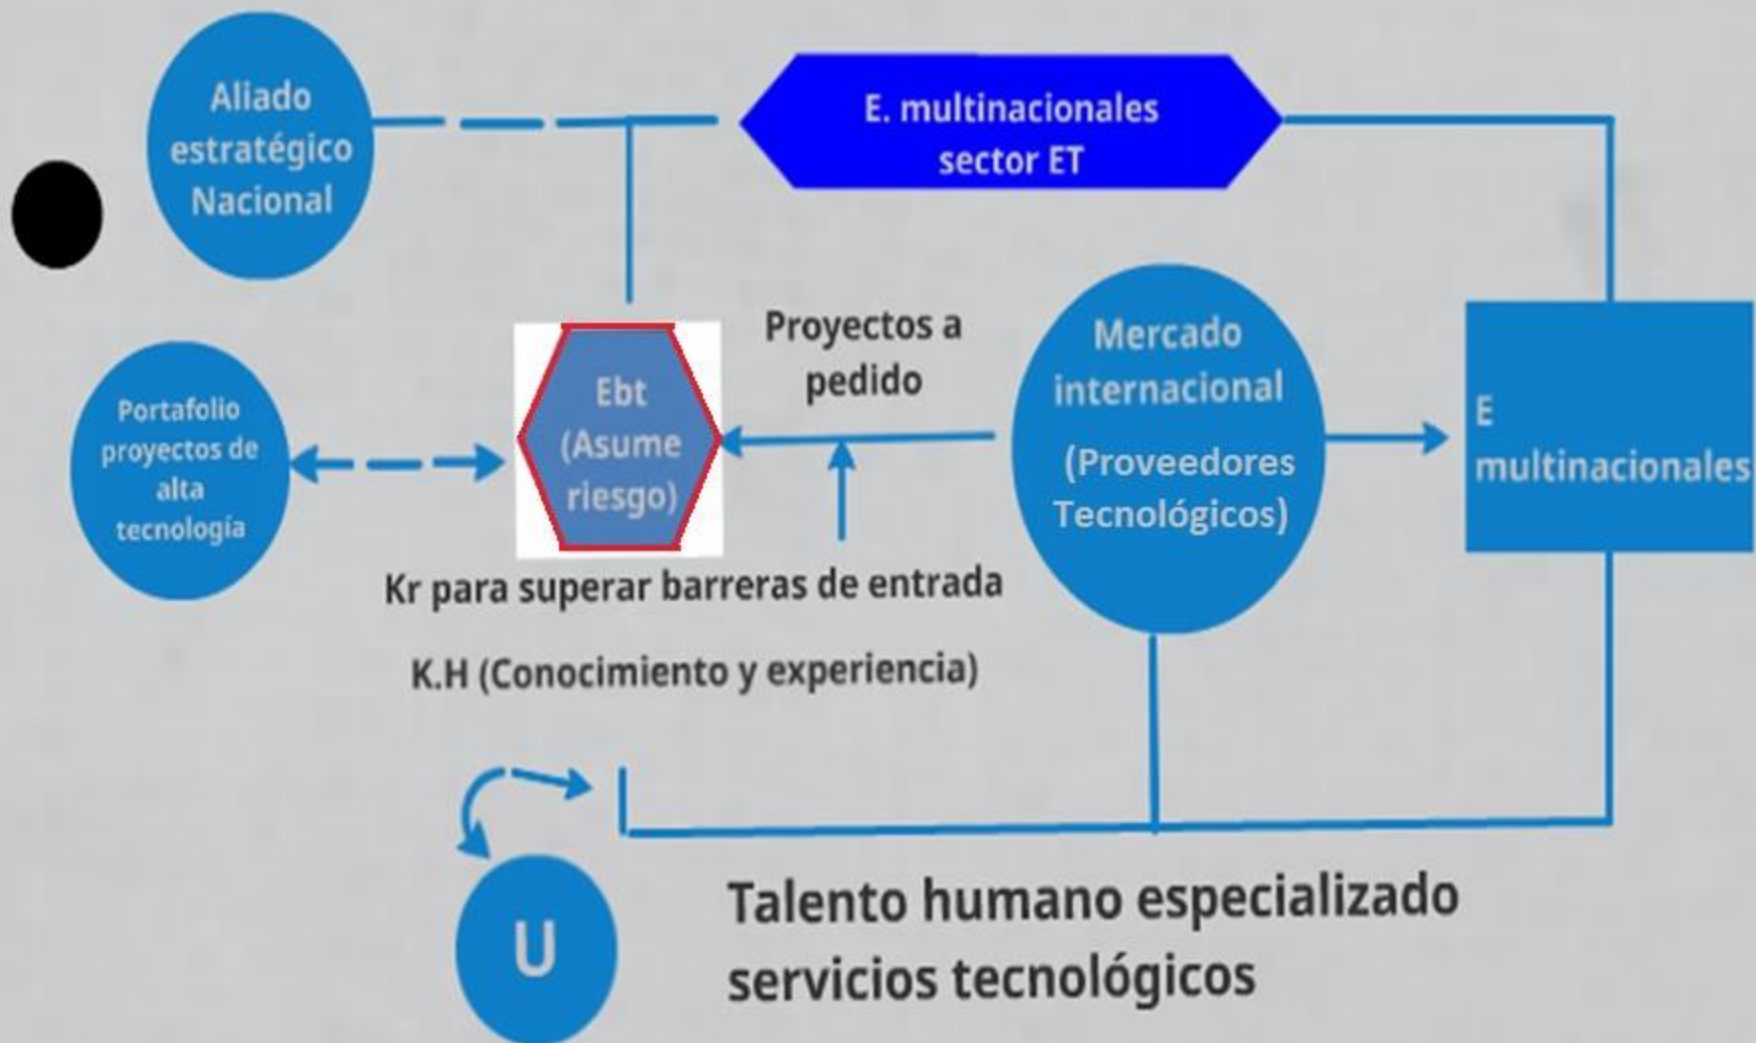 Aliado
estratégico
Nacional
E. multinacionales
sector ET
Portafolio
proyectos de
alta
tecnología
Ebt
(Asume
riesgo)
Proyectos a
pedido
Mercado
internacional
(Proveedores
Tecnológicos)
E
multinacionales
Kr para superar barreras de entrada
K.H (Conocimiento y experiencia)
U
Talento humano especializado
servicios tecnológicos